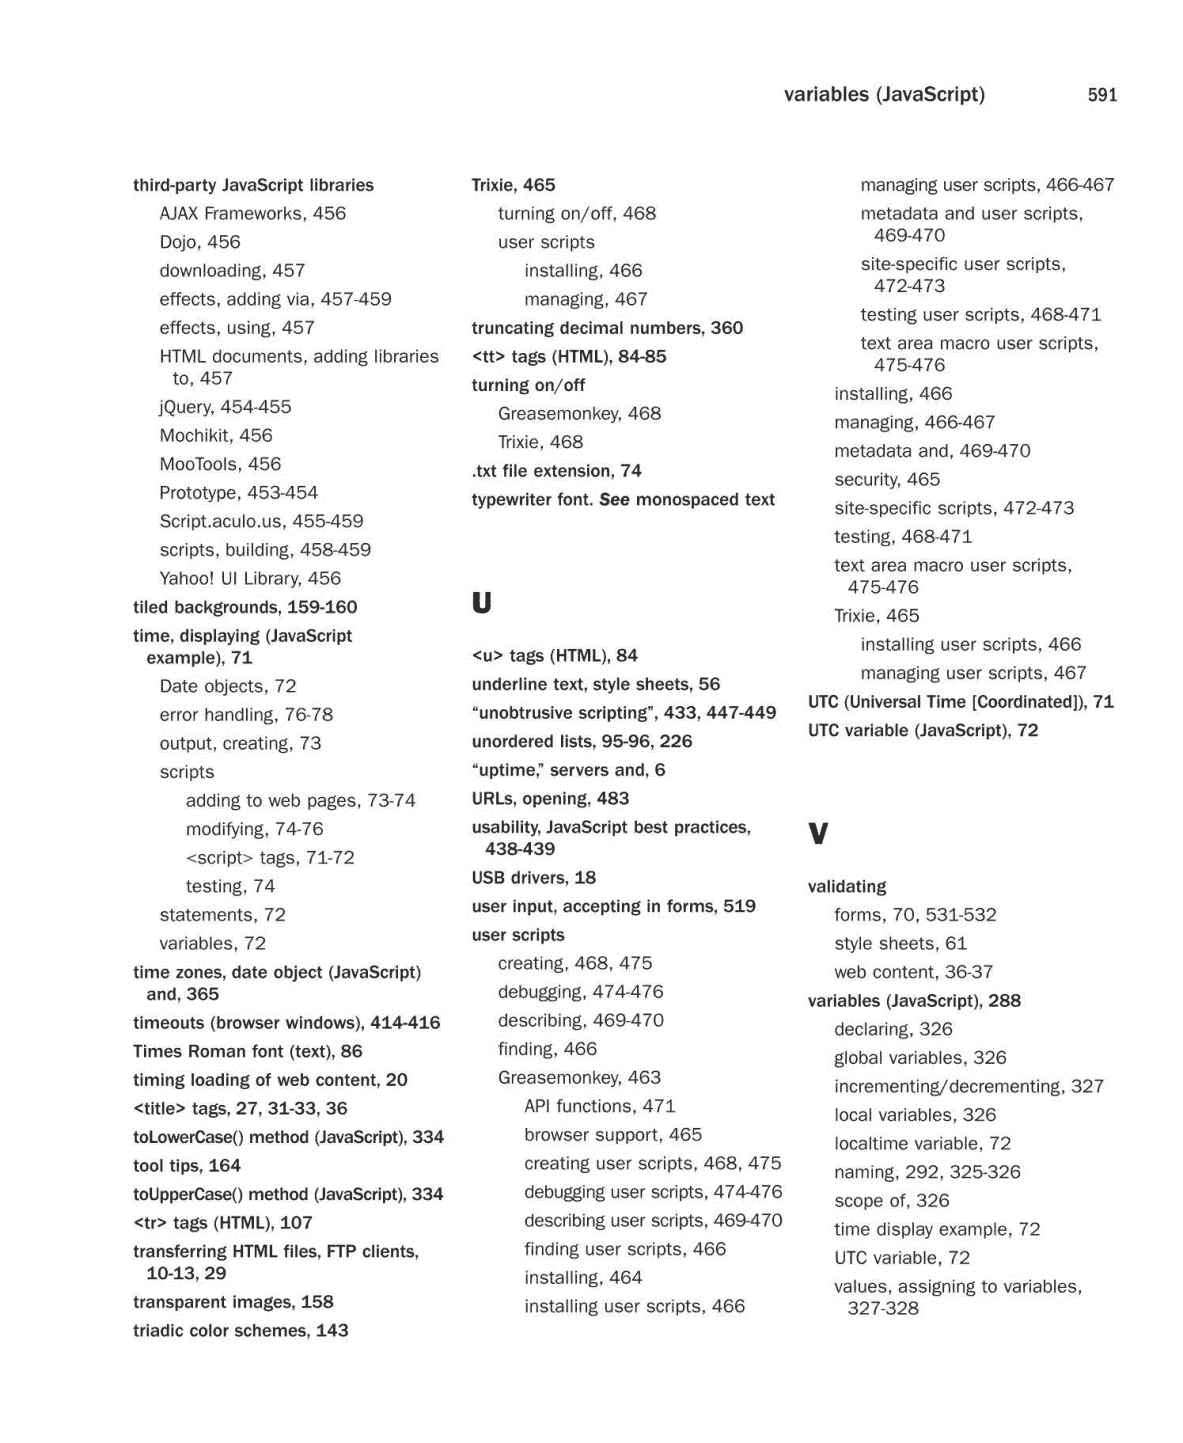 variables (JavaScript) 591
third-party JavaScript libraries
AJAX Frameworks, 456
Dojo, 456
downloading, 457
effects, adding via, 457-459
effects, using, 457
HTML documents, adding libraries
to, 457
jQuery, 454-455
Mochikit, 456
MooTools, 456
Prototype, 453-454
Script.aculo.us, 455-459
scripts, building, 458-459
Yahoo! UI Library, 456
tiled backgrounds, 159-160
time, displaying (JavaScript
example), 71
Date objects, 72
error handling, 76-78
output, creating, 73
scripts
adding to web pages, 73-74
modifying, 74-76
<script> tags, 71-72
testing, 74
statements, 72
variables, 72
time zones, date object (JavaScript)
and, 365
timeouts (browser windows), 414-416
Times Roman font (text), 86
timing loading of web content, 20
<title> tags, 27, 31-33, 36
toLowerCase() method (JavaScript), 334
tool tips, 164
toUpperCase() method (JavaScript), 334
<tr> tags (HTML), 107
transferring HTML files, FTP clients,
10-13, 29
transparent images, 158
triadic color schemes, 143
Trixie, 465
turning on/off, 468
user scripts
installing, 466
managing, 467
truncating decimal numbers, 360
<tt> tags (HTML), 84-85
turning on/off
Greasemonkey, 468
Trixie, 468
.txt file extension, 74
typewriter font. See monospaced text
U
<u> tags (HTML), 84
underline text, style sheets, 56
“unobtrusive scripting”, 433, 447-449
unordered lists, 95-96, 226
“uptime,” servers and, 6
URLs, opening, 483
usability, JavaScript best practices,
438-439
USB drivers, 18
user input, accepting in forms, 519
user scripts
creating, 468, 475
debugging, 474-476
describing, 469-470
finding, 466
Greasemonkey, 463
API functions, 471
browser support, 465
creating user scripts, 468, 475
debugging user scripts, 474-476
describing user scripts, 469-470
finding user scripts, 466
installing, 464
installing user scripts, 466
managing user scripts, 466-467
metadata and user scripts,
469-470
site-specific user scripts,
472-473
testing user scripts, 468-471
text area macro user scripts,
475-476
installing, 466
managing, 466-467
metadata and, 469-470
security, 465
site-specific scripts, 472-473
testing, 468-471
text area macro user scripts,
475-476
Trixie, 465
installing user scripts, 466
managing user scripts, 467
UTC (Universal Time [Coordinated]), 71
UTC variable (JavaScript), 72
V
validating
forms, 70, 531-532
style sheets, 61
web content, 36-37
variables (JavaScript), 288
declaring, 326
global variables, 326
incrementing/decrementing, 327
local variables, 326
localtime variable, 72
naming, 292, 325-326
scope of, 326
time display example, 72
UTC variable, 72
values, assigning to variables,
327-328